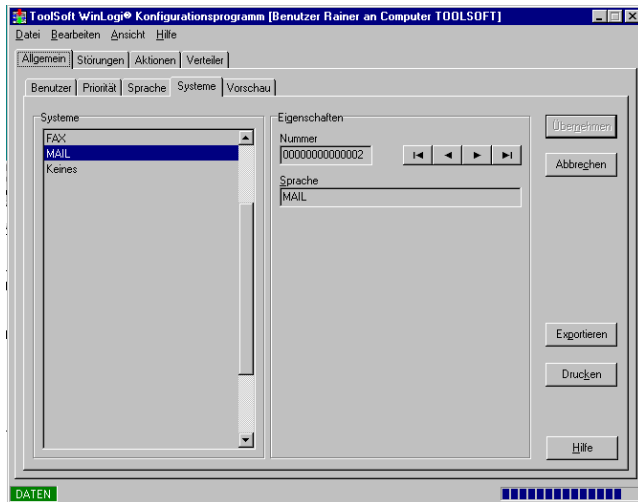 ToolSoft WinLogi® Konfigurationsprogramm [Benutzer Rainer an Computer TOOLSOFT]
Datei Bearbeiten Ansicht Hilfe
Allgemein Störungen Aktionen Verteiler
Benutzer Priorität Sprache Systeme Vorschau
Systeme
FAX
MAIL
Keines
Eigenschaften
Nummer
00000000000002
Sprache
MAIL
Übernehmen
Abbrechen
Exportieren
Drucken
Hilfe
DATEN